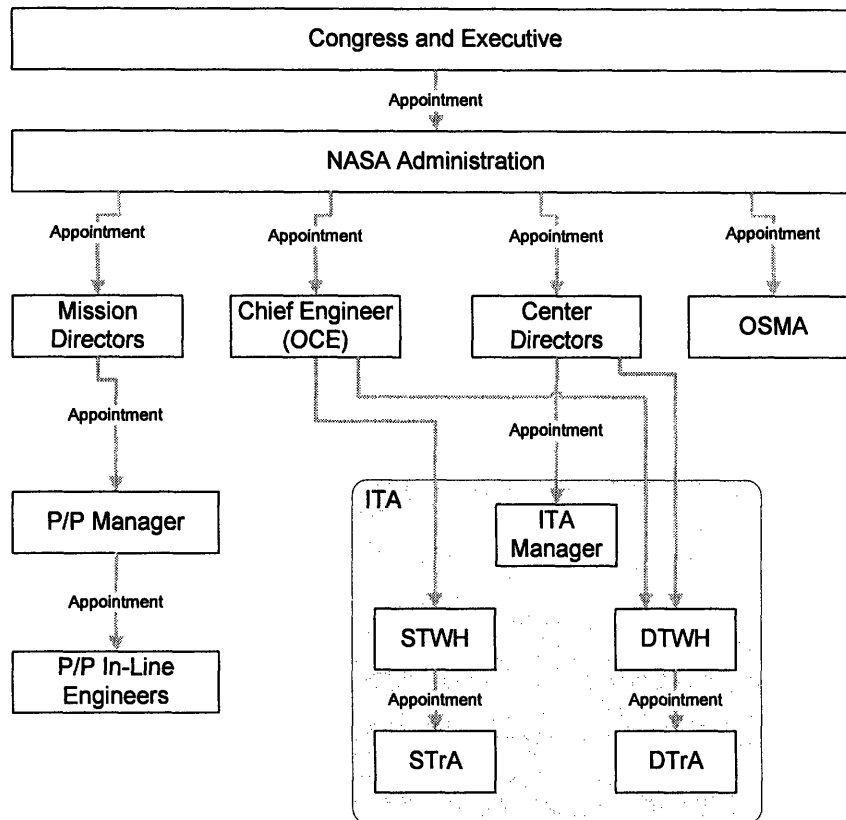 Congress and Executive
Appointment
NASA Administration
Appointment
Appointment
Appointment
Appointment
Mission
Directors
Chief Engineer
(OCE)
Center
Directors
OSMA
Appointment
Appointment
ITA
P/P Manager
ITA
Manager
Appointment
STWH
DTWH
P/P In-Line
Engineers
Appointment
Appointment
STrA
DTrA